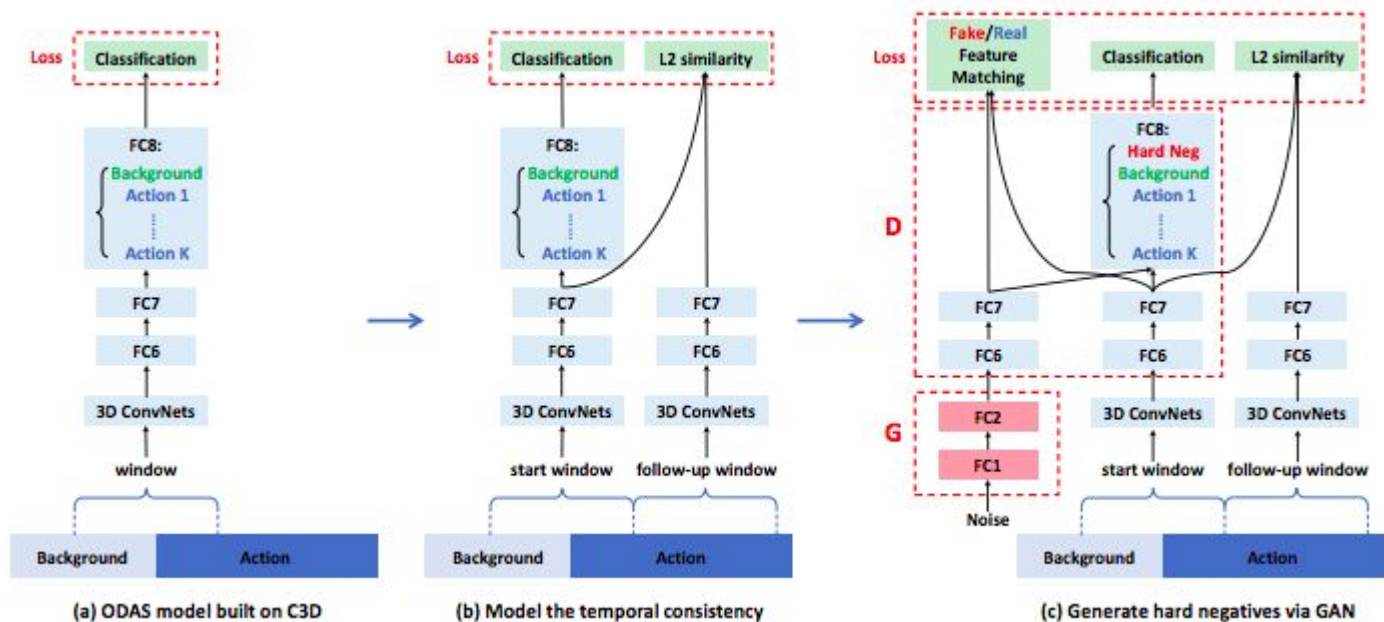 Loss
Classification
FC8:
Background
Action 1
Action K
FC7
FC6
3D ConvNets
window
Background
Action
(a) ODAS model built on C3D
Loss
Classification
L2 similarity
FC8:
Background
Action 1
Action K
FC7
FC7
FC6
FC6
3D ConvNets
3D ConvNets
start window
follow-up window
Background
Action
(b) Model the temporal consistency
Loss
Fake/Real
Feature
Matching
Classification
L2 similarity
D
FC8:
Hard Neg
Background
Action 1
Action K
FC7
FC7
FC7
FC6
FC6
FC6
G
FC2
3D ConvNets
3D ConvNets
FC1
start window
follow-up window
Noise
Background
Action
(c) Generate hard negatives via GAN